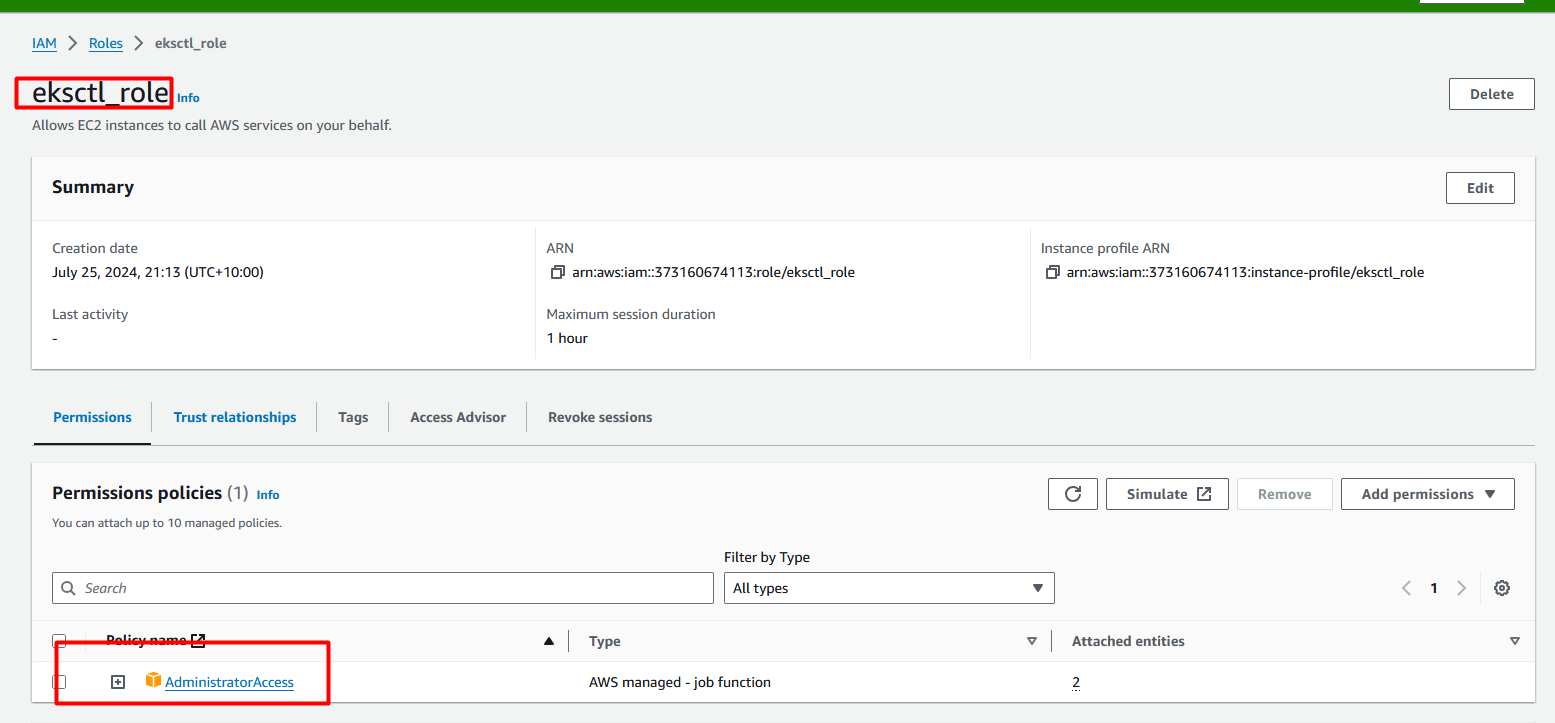 IAM > Roles > eksctl_role
eksctl_role Info
Delete
Allows EC2 instances to call AWS services on your behalf.
Summary
Edit
Creation date
July 25, 2024, 21:13 (UTC+10:00)
ARN
arn:aws:iam::373160674113:role/eksctl_role
Instance profile ARN
arn:aws:iam::373160674113:instance-profile/eksctl_role
Last activity
-
Maximum session duration
1 hour
Permissions
Trust relationships
Tags
Access Advisor
Revoke sessions
Permissions policies (1) Info
You can attach up to 10 managed policies.
Simulate
Remove
Add permissions
Filter by Type
Search
All types
1
Policy name
Type
Attached entities
AdministratorAccess
AWS managed - job function
2